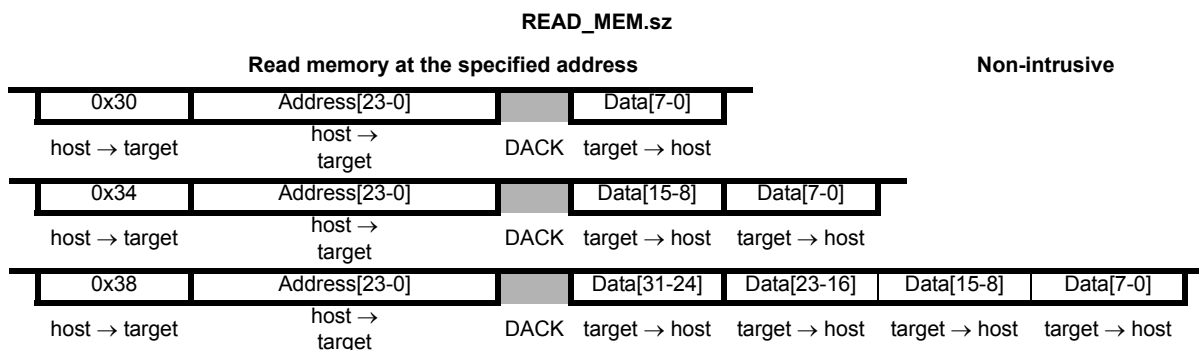 READ_MEM.sz
Read memory at the specified address Non-intrusive
0x30 Address[23-0] Data[7-0]
host → target host → target DACK target → host
0x34 Address[23-0] Data[15-8] Data[7-0]
host → target host → target DACK target → host target → host
0x38 Address[23-0] Data[31-24] Data[23-16] Data[15-8] Data[7-0]
host → target host → target DACK target → host target → host target → host target → host